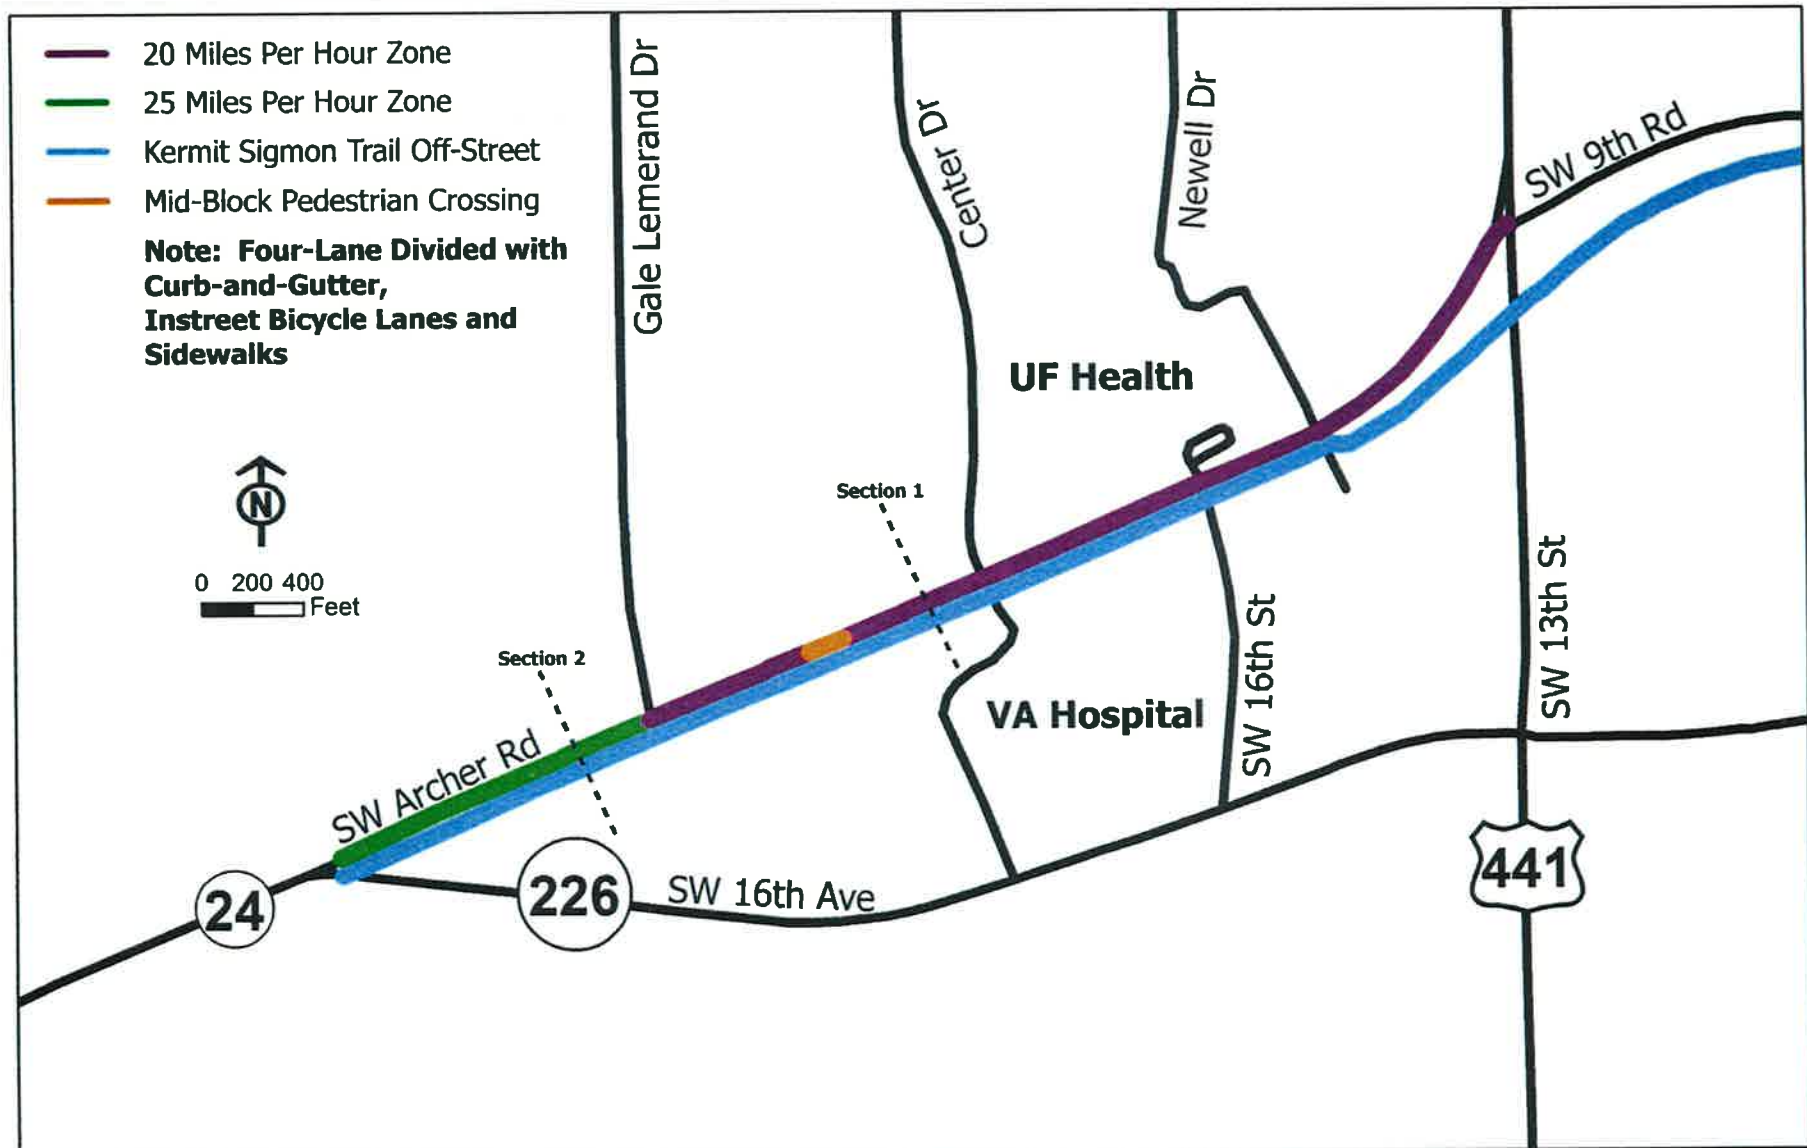 20 Miles Per Hour Zone
25 Miles Per Hour Zone
Kermit Sigmon Trail Off-Street
Mid-Block Pedestrian Crossing
Note: Four-Lane Divided with
Curb-and-Gutter,
Instreet Bicycle Lanes and
Sidewalks
Gale Lemerand Dr
Center Dr
Newell Dr
SW 9th Rd
UF Health
N
0 200 400
Feet
Section 1
Section 2
SW Archer Rd
VA Hospital
SW 16th St
SW 13th St
24
226
SW 16th Ave
441